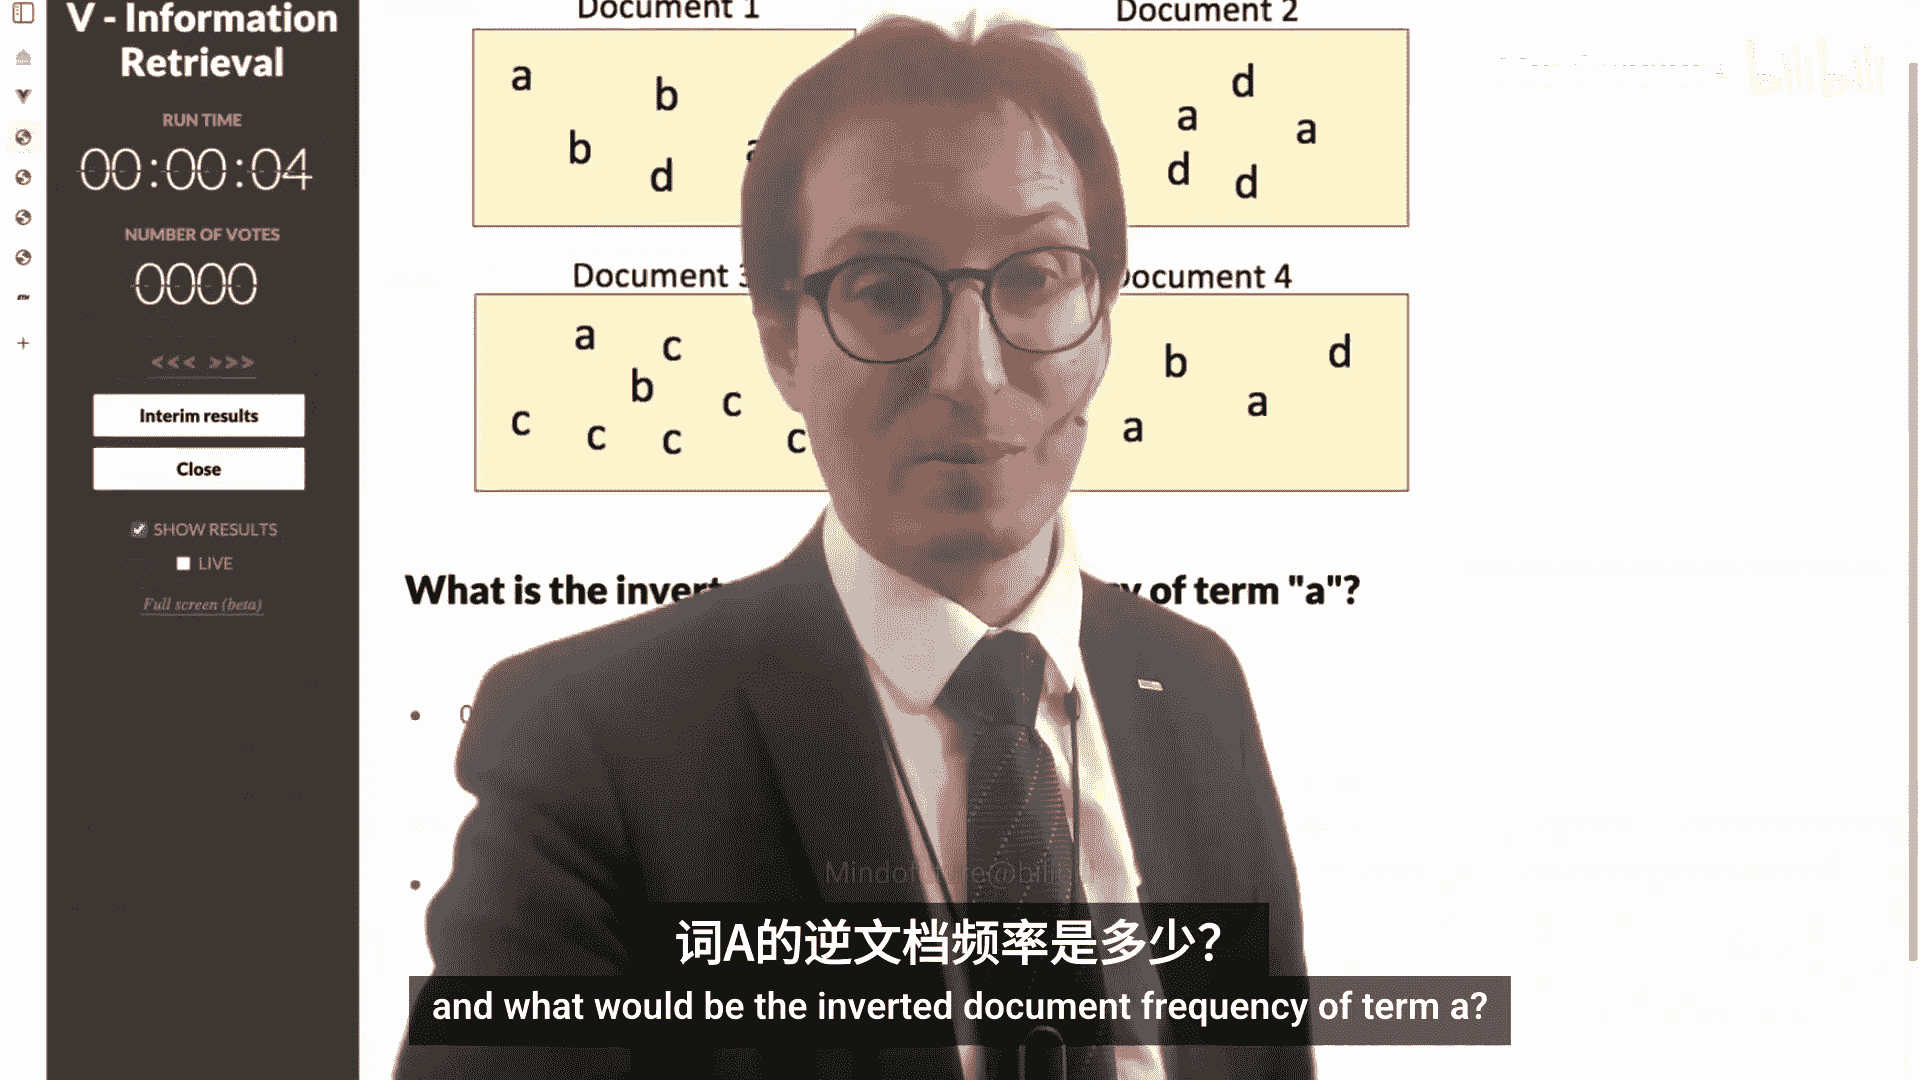 V - Information
Retrieval
RUN TIME
00:00:04
NUMBER OF VOTES
0000
<<< >>>
Interim results
Close
SHOW RESULTS
LIVE
Full screen (beta)
Document 1
a
b
b
d
Document 2
d
a
a
d
d
Document 3
a
c
b
c
c
c
c
c
Document 4
b
d
a
a
What is the invert
y of term "a"?
bilibili
词A的逆文档频率是多少?
and what would be the inverted document frequency of term a?